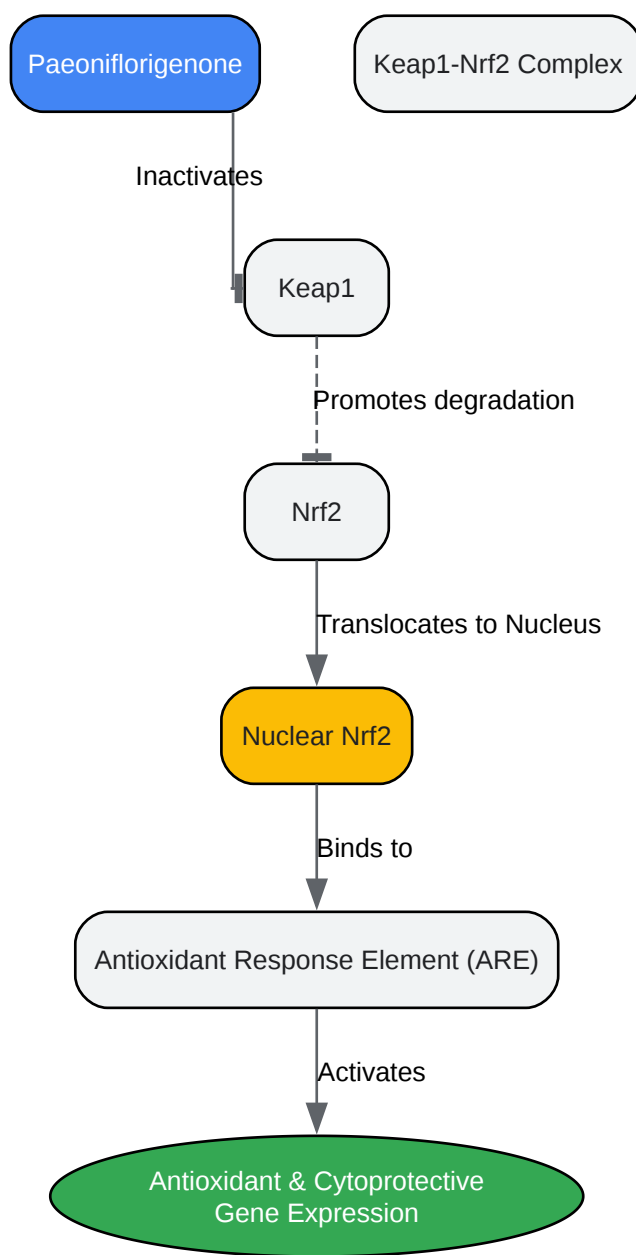 Paeoniflorigenone
Keap1-Nrf2 Complex
Inactivates
Keap1
Promotes degradation
Nrf2
Translocates to Nucleus
Nuclear Nrf2
Binds to
Antioxidant Response Element (ARE)
Activates
Antioxidant & Cytoprotective
Gene Expression